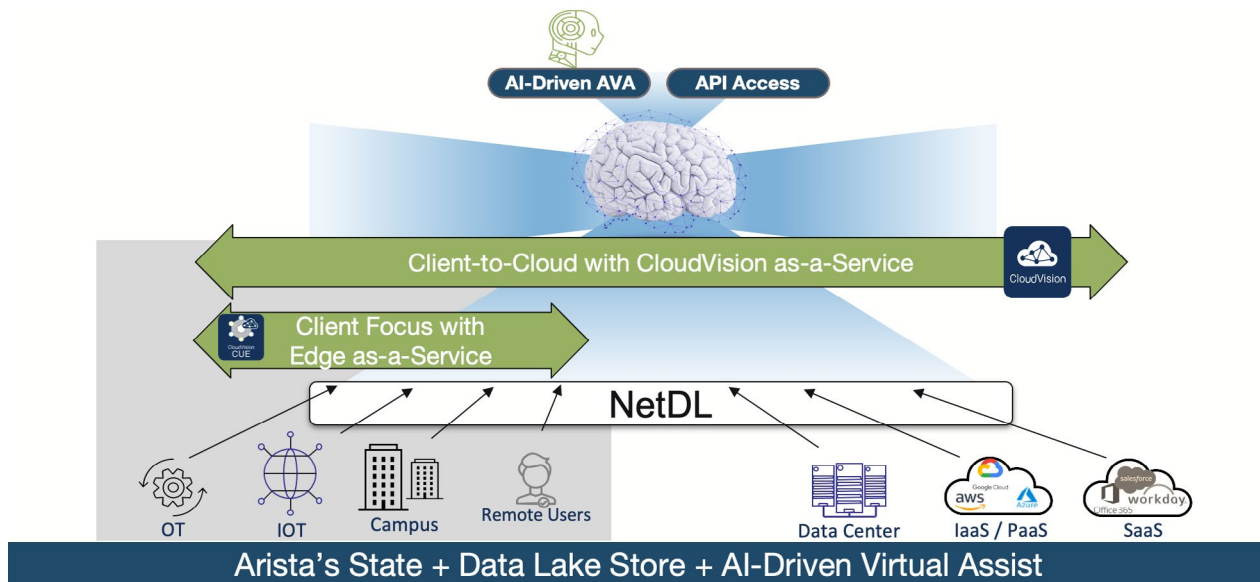 AI-Driven AVA
API Access
Client-to-Cloud with CloudVision as-a-Service
CloudVision
CloudVision
CUE
Client Focus with
Edge as-a-Service
NetDL
OT
IOT
Campus
Remote Users
Data Center
Google Cloud
aws
Azure
IaaS / PaaS
salesforce
Office 365
workday.
SaaS
Arista's State + Data Lake Store + AI-Driven Virtual Assist